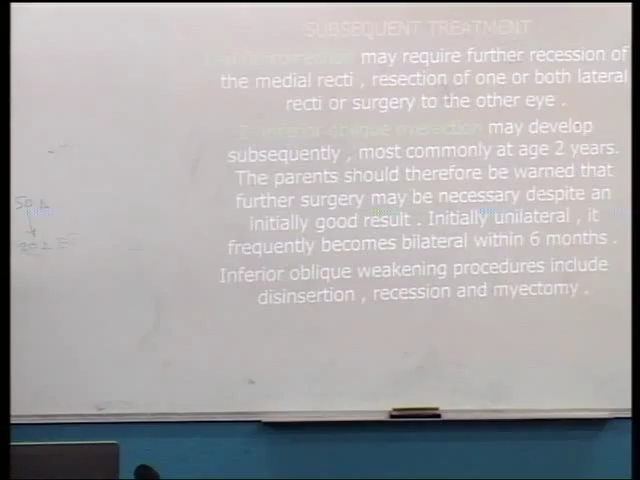 SUBSEQUENT TREATMENT
may require further recession of
the medial recti , resection of one or both lateral
recti or surgery to the other eye .
inferior oblique overaction may develop
subsequently , most commonly at age 2 years.
The parents should therefore be warned that
further surgery may be necessary despite an
initially good result . Initially unilateral , it
frequently becomes bilateral within 6 months .
Inferior oblique weakening procedures include
disinsertion , recession and myectomy .